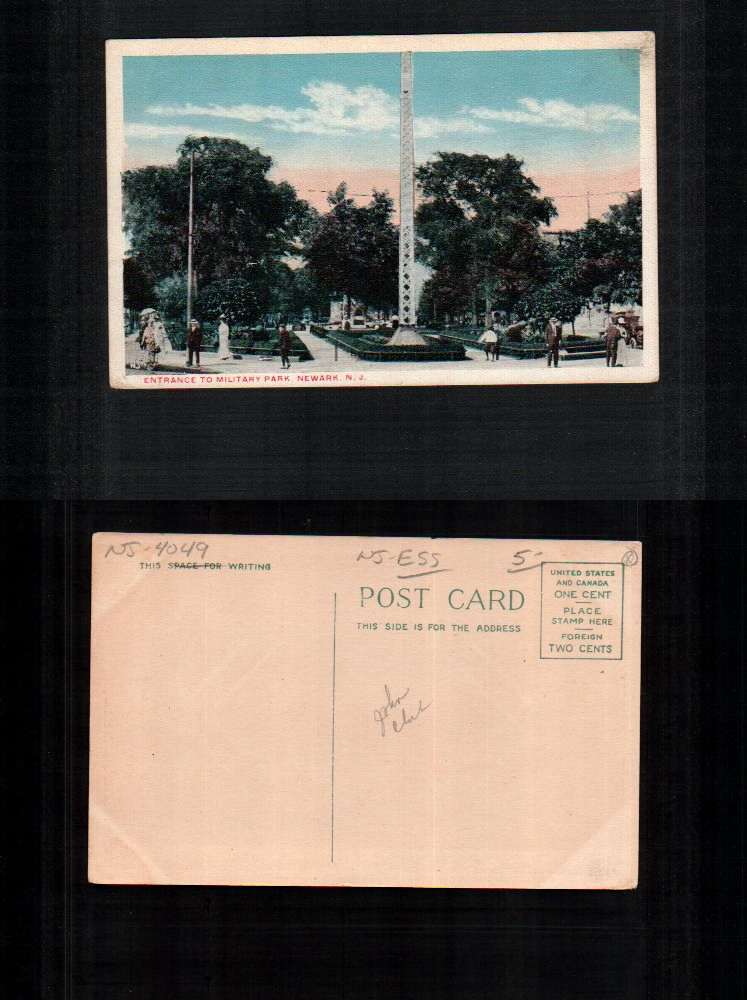 ENTRANCE TO MILITARY PARK, NEWARK, N. J.
NJ-4049
NJ-ESS
5-
THIS SPACE FOR WRITING
POST CARD
THIS SIDE IS FOR THE ADDRESS
UNITED STATES
AND CANADA
ONE CENT
PLACE
STAMP HERE
FOREIGN
TWO CENTS
John